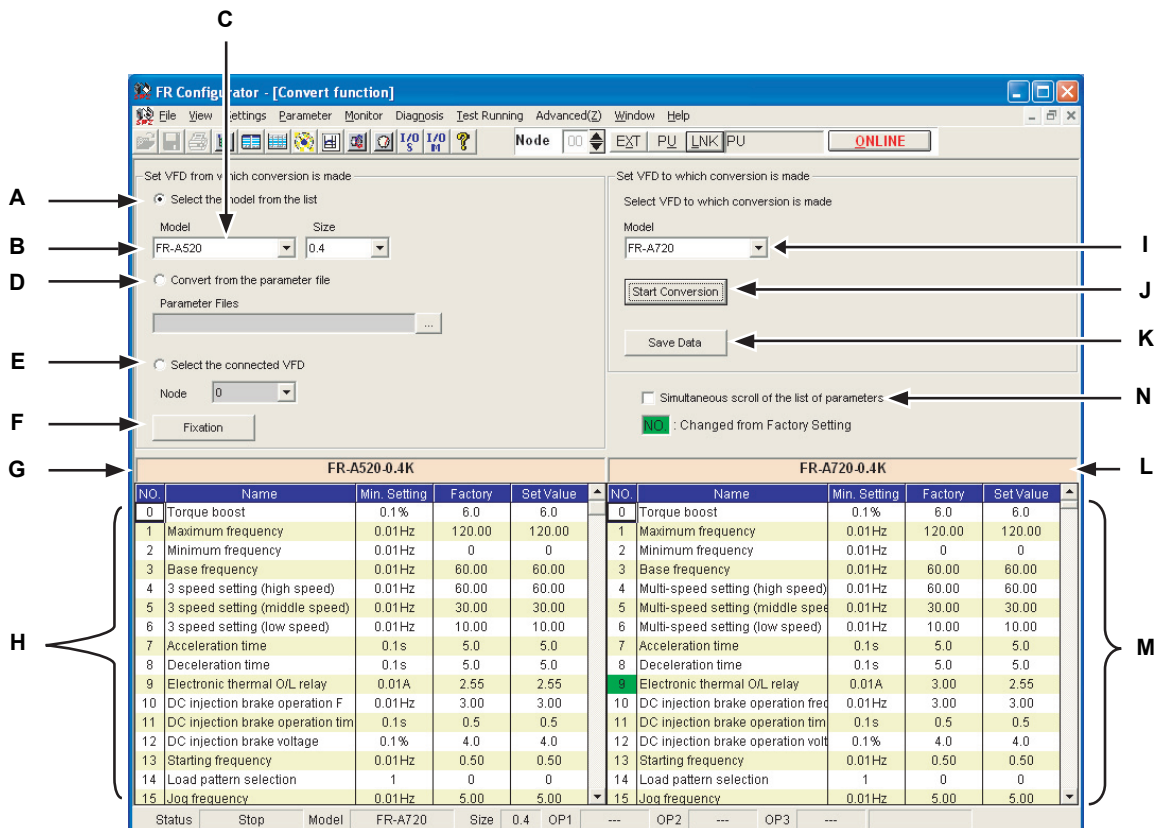 C
FR Configurator - [Convert function]
File View Settings Parameter Monitor Diagnosis Test Running Advanced(Z) Window Help
I/O S I/O M ? Node 00 EXT PU LNK PU ONLINE
Set VFD from which conversion is made
Set VFD to which conversion is made
A
Select the model from the list
Select VFD to which conversion is made
Model Size
Model
B
FR-A520 0.4
FR-A720
I
D
Convert from the parameter file
Start Conversion
J
Parameter Files
...
Save Data
K
E
Select the connected VFD
Node 0
Simultaneous scroll of the list of parameters
N
F
Fixation
NO. : Changed from Factory Setting
G
FR-A520-0.4K
FR-A720-0.4K
L
H
NO. Name Min. Setting Factory Set Value
0 Torque boost 0.1% 6.0 6.0
1 Maximum frequency 0.01Hz 120.00 120.00
2 Minimum frequency 0.01Hz 0 0
3 Base frequency 0.01Hz 60.00 60.00
4 3 speed setting (high speed) 0.01Hz 60.00 60.00
5 3 speed setting (middle speed) 0.01Hz 30.00 30.00
6 3 speed setting (low speed) 0.01Hz 10.00 10.00
7 Acceleration time 0.1s 5.0 5.0
8 Deceleration time 0.1s 5.0 5.0
9 Electronic thermal O/L relay 0.01A 2.55 2.55
10 DC injection brake operation F 0.01Hz 3.00 3.00
11 DC injection brake operation tim 0.1s 0.5 0.5
12 DC injection brake voltage 0.1% 4.0 4.0
13 Starting frequency 0.01Hz 0.50 0.50
14 Load pattern selection 1 0 0
15 Jog frequency 0.01Hz 5.00 5.00
NO. Name Min. Setting Factory Set Value
0 Torque boost 0.1% 6.0 6.0
1 Maximum frequency 0.01Hz 120.00 120.00
2 Minimum frequency 0.01Hz 0 0
3 Base frequency 0.01Hz 60.00 60.00
4 Multi-speed setting (high speed) 0.01Hz 60.00 60.00
5 Multi-speed setting (middle spee 0.01Hz 30.00 30.00
6 Multi-speed setting (low speed) 0.01Hz 10.00 10.00
7 Acceleration time 0.1s 5.0 5.0
8 Deceleration time 0.1s 5.0 5.0
9 Electronic thermal O/L relay 0.01A 3.00 2.55
10 DC injection brake operation freq 0.01Hz 3.00 3.00
11 DC injection brake operation tim 0.1s 0.5 0.5
12 DC injection brake operation volt 0.1% 4.0 4.0
13 Starting frequency 0.01Hz 0.50 0.50
14 Load pattern selection 1 0 0
15 Jog frequency 0.01Hz 5.00 5.00
M
Status Stop Model FR-A720 Size 0.4 OP1 --- OP2 --- OP3 ---